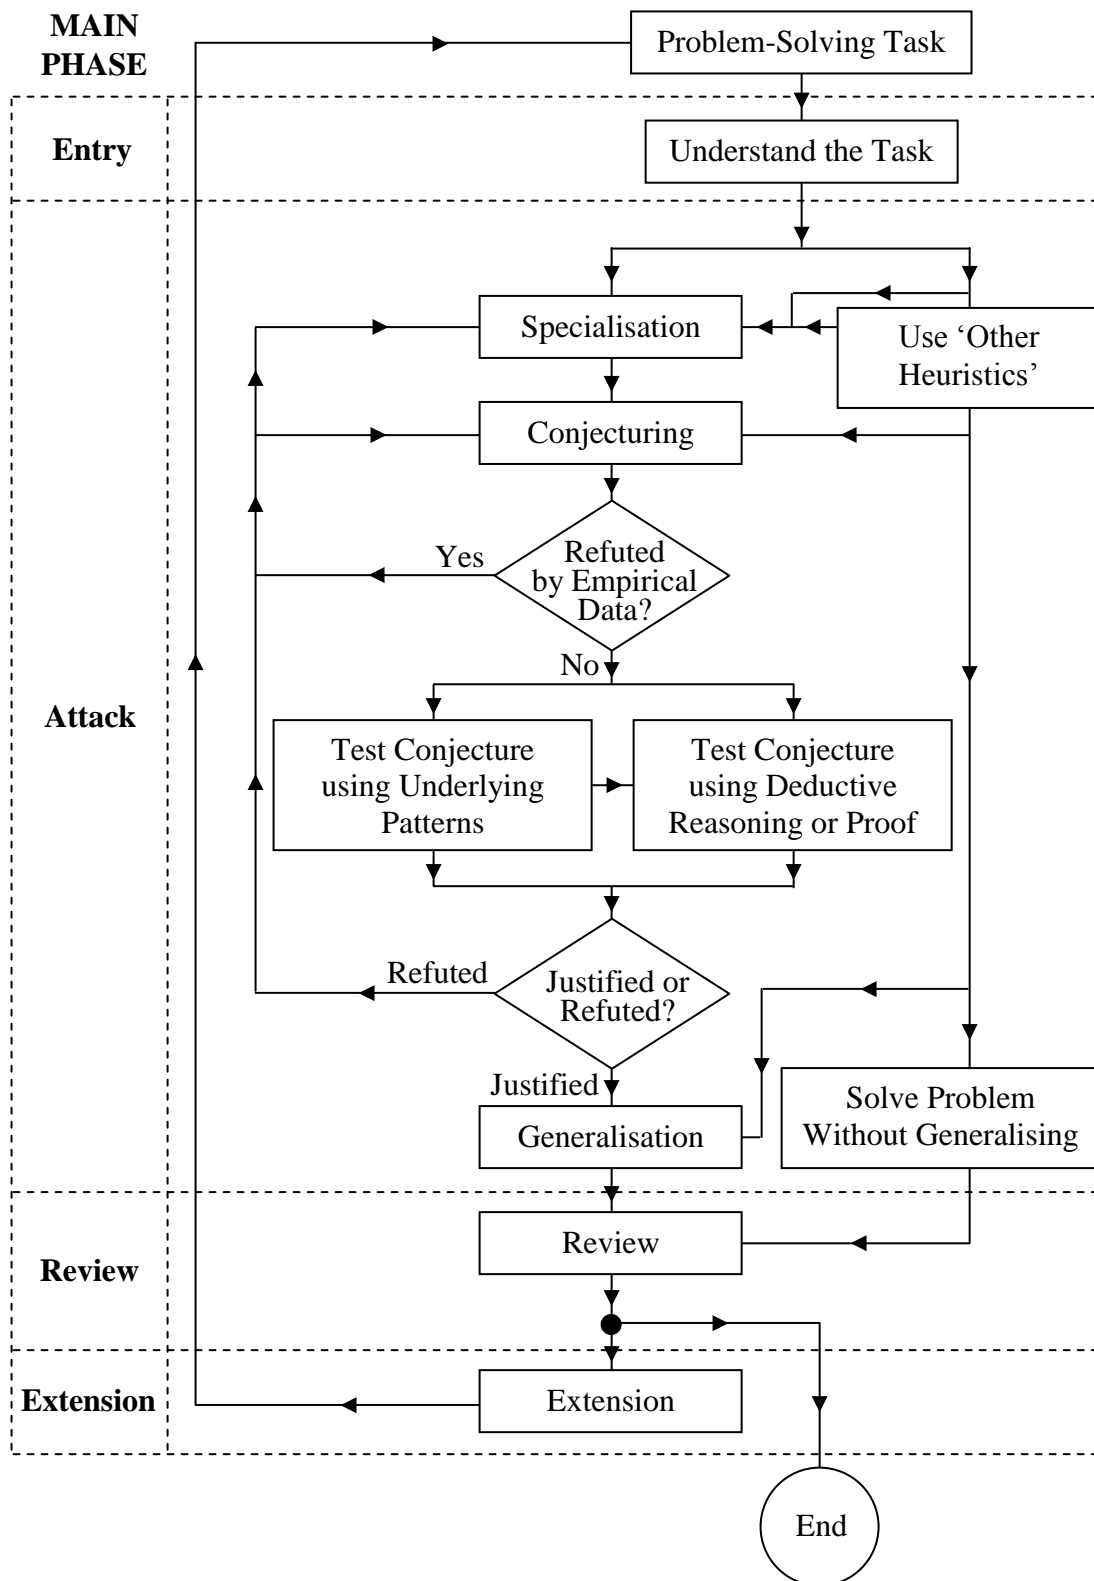 MAIN
PHASE
Problem-Solving Task
Entry
Understand the Task
Specialisation
Use ‘Other
Heuristics’
Conjecturing
Yes
Refuted
by Empirical
Data?
No
Attack
Test Conjecture
using Underlying
Patterns
Test Conjecture
using Deductive
Reasoning or Proof
Refuted
Justified or
Refuted?
Justified
Generalisation
Solve Problem
Without Generalising
Review
Review
Extension
Extension
End